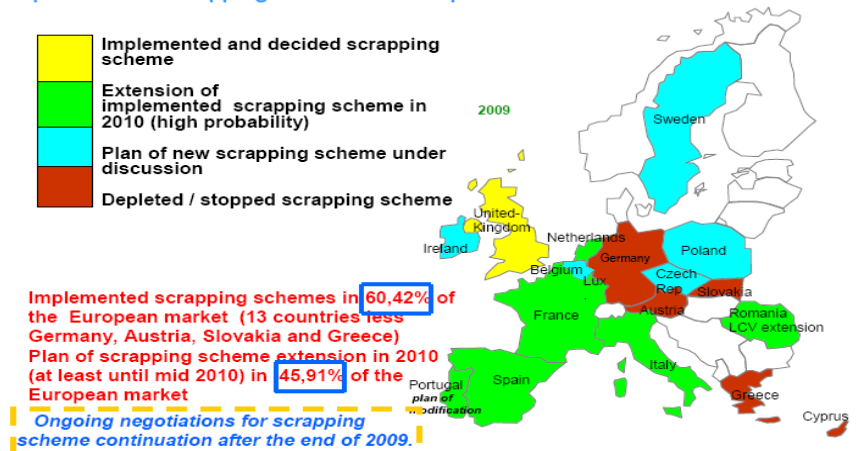 Implemented and decided scrapping
scheme
Extension of
implemented scrapping scheme in
2010 (high probability)
Plan of new scrapping scheme under
discussion
Depleted / stopped scrapping scheme
2009
Sweden
United-
Kingdom
Ireland
Netherlands
Germany
Poland
Belgium
Lux
Czech
Rep
Slovakia
Austria
France
Romania
LCV extension
Italy
Portugal
plan of
modification
Spain
Greece
Cyprus
Implemented scrapping schemes in 60,42% of
the European market (13 countries less
Germany, Austria, Slovakia and Greece)
Plan of scrapping scheme extension in 2010
(at least until mid 2010) in 45,91% of the
European market
Ongoing negotiations for scrapping
scheme continuation after the end of 2009.